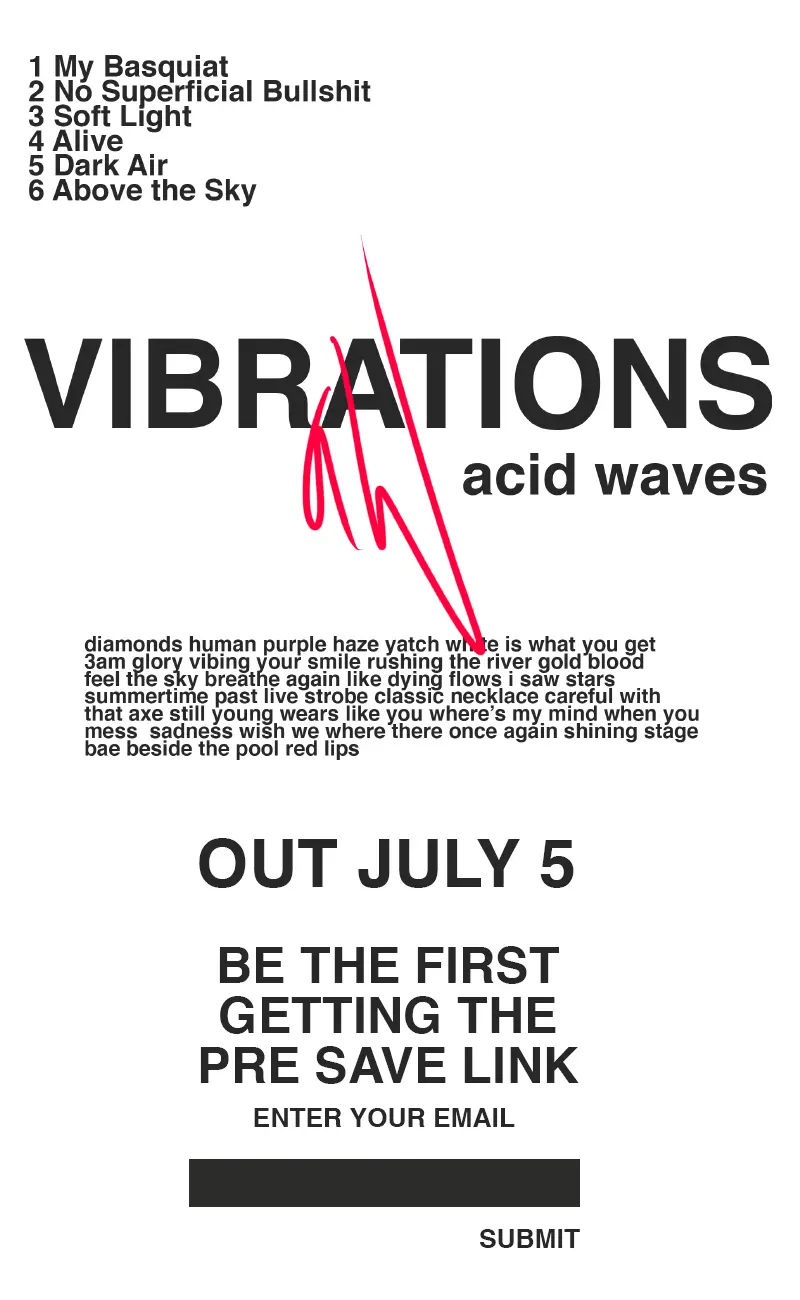 1 My Basquiat
2 No Superficial Bullshit
3 Soft Light
4 Alive
5 Dark Air
6 Above the Sky
VIBRATIONS
acid waves
diamonds human purple haze yatch white is what you get
3am glory vibing your smile rushing the river gold blood
feel the sky breathe again like dying flows i saw stars
summertime past live strobe classic necklace careful with
that axe still young wears like you where's my mind when you
mess  sadness wish we where there once again shining stage
bae beside the pool red lips
OUT JULY 5
BE THE FIRST
GETTING THE
PRE SAVE LINK
ENTER YOUR EMAIL
SUBMIT